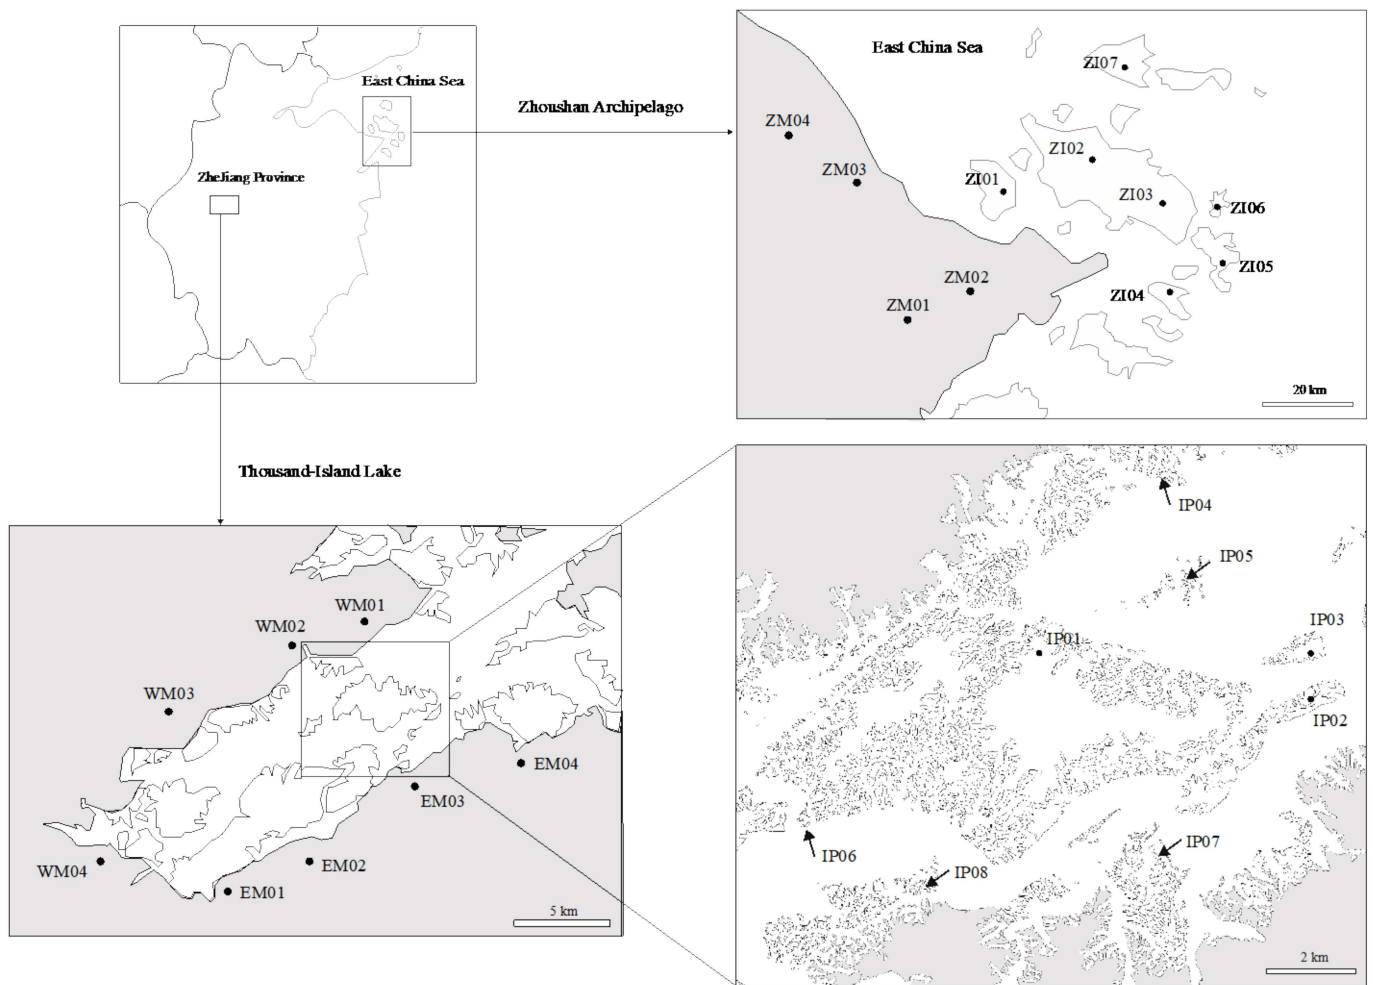 East China Sea
ZheJiang Province
Zhoushan Archipelago
East China Sea
ZI07
ZM04
ZM03
ZI02
ZI01
ZI03
ZI06
ZI05
ZI04
ZM02
ZM01
20 km
Thousand-Island Lake
WM01
WM02
WM03
WM04
EM04
EM03
EM02
EM01
5 km
IP04
IP05
IP03
IP01
IP02
IP07
IP06
IP08
2 km